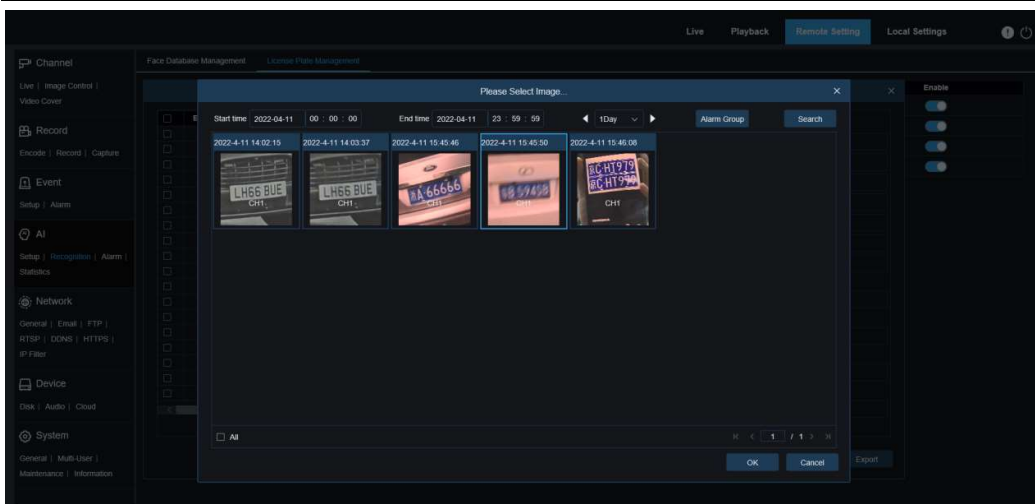 Live Playback Remote Setting Local Settings
Channel
Live | Image Control |
Video Cover
Record
Encode | Record | Capture
Event
Setup | Alarm
AI
Setup | Recognition | Alarm |
Statistics
Network
General | Email | FTP |
RTSP | DDNS | HTTPS |
IP Filter
Device
Disk | Audio | Cloud
System
General | Multi-User |
Maintenance | Information
Face Database Management License Plate Management
Enable
Please Select Image...
Start time 2022-04-11 00 : 00 : 00 End time 2022-04-11 23 : 59 : 59 1Day Alarm Group Search
2022-4-11 14:02:15 2022-4-11 14:03:37 2022-4-11 15:45:46 2022-4-11 15:45:50 2022-4-11 15:46:08
LH66 BUE LH66 BUE A·66666 59458 C·HT979
CH1 CH1 CH1 CH1 CH1
All
1 / 1
OK Cancel
Export